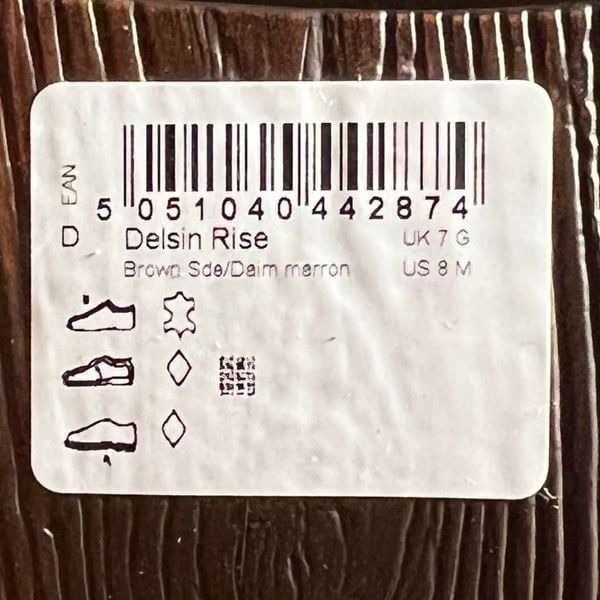 EAN
5 051040 442874
D Delsin Rise UK 7 G
Brown Sde/Daim marron US 8 M